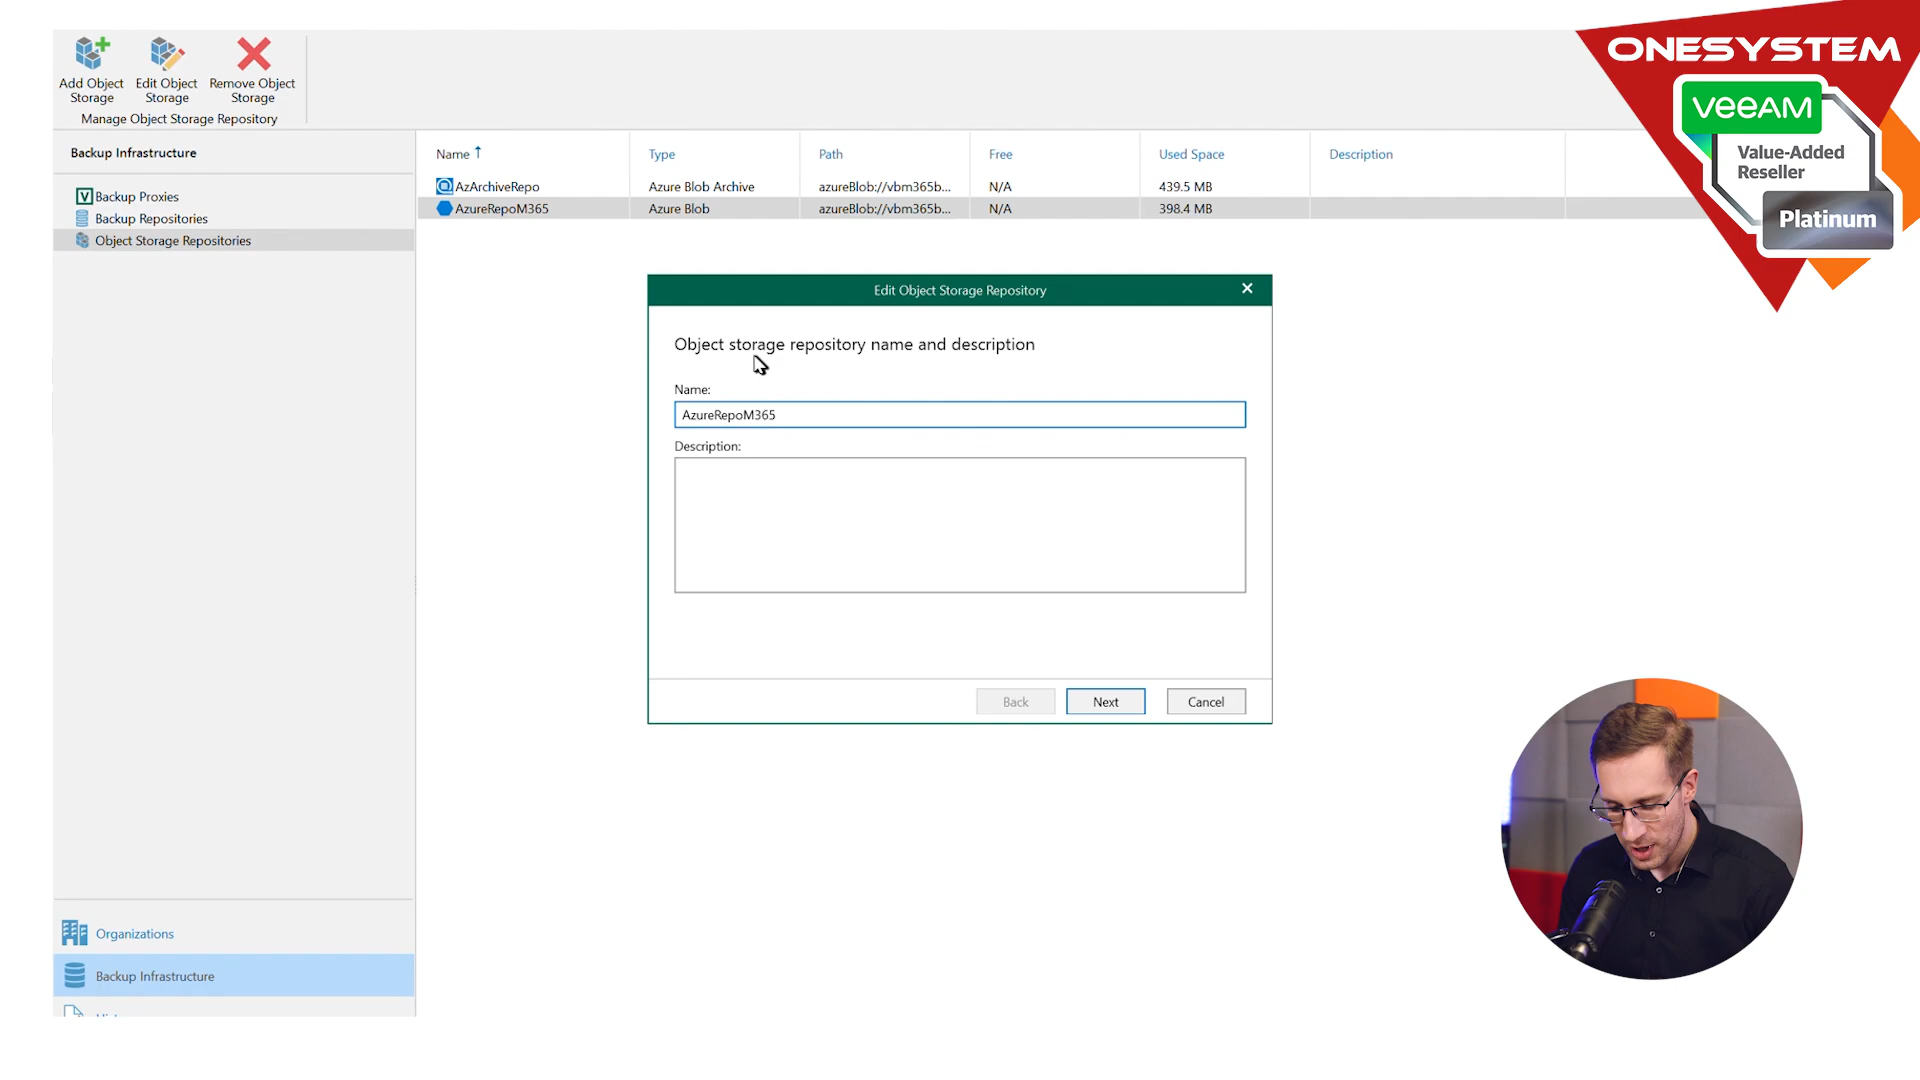 Add Object Storage
Edit Object Storage
Remove Object Storage
Manage Object Storage Repository
ONESYSTEM
VEEAM
Value-Added
Reseller
Platinum
Backup Infrastructure
Backup Proxies
Backup Repositories
Object Storage Repositories
Name Type Path Free Used Space Description
AzArchiveRepo Azure Blob Archive azureBlob://vbm365b... N/A 439.5 MB
AzureRepoM365 Azure Blob azureBlob://vbm365b... N/A 398.4 MB
Edit Object Storage Repository
Object storage repository name and description
Name:
AzureRepoM365
Description:
Back Next Cancel
Organizations
Backup Infrastructure